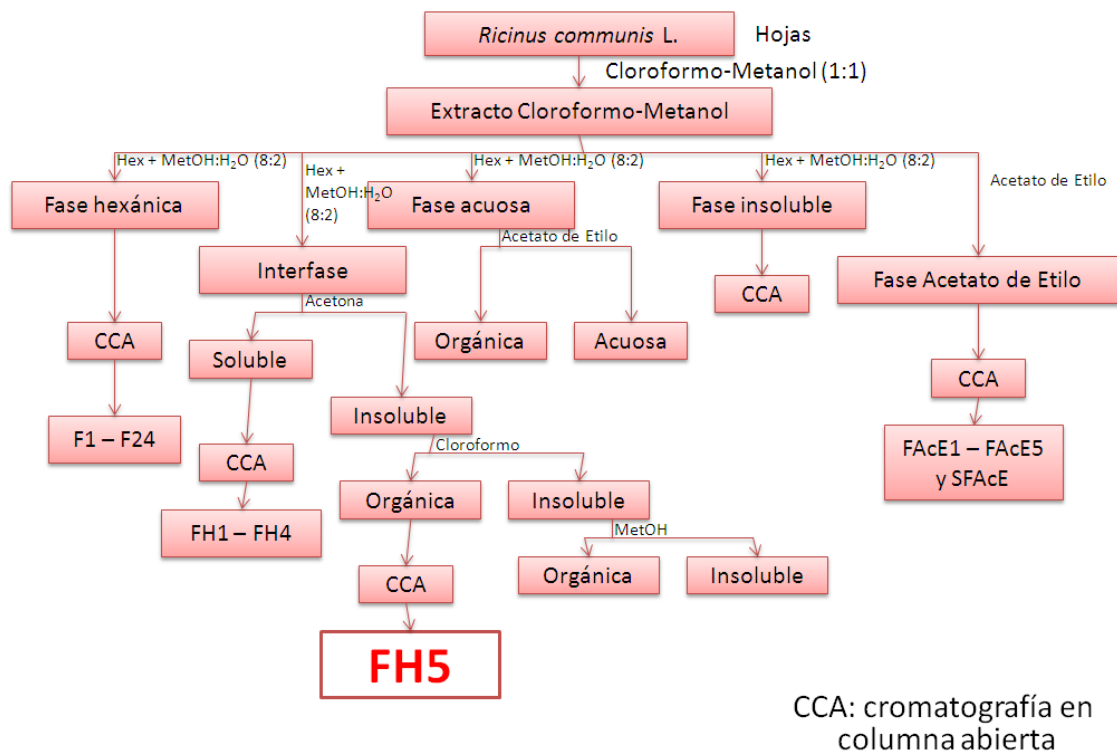 Ricinus communis L.
Hojas
Cloroformo-Metanol (1:1)
Extracto Cloroformo-Metanol
Hex + MetOH:H₂O (8:2)
Hex +
MetOH:H₂O
(8:2)
Hex + MetOH:H₂O (8:2)
Hex + MetOH:H₂O (8:2)
Acetato de Etilo
Fase hexánica
Fase acuosa
Fase insoluble
Acetato de Etilo
Interfase
Fase Acetato de Etilo
CCA
Acetona
CCA
Soluble
Orgánica
Acuosa
CCA
Insoluble
F1 – F24
Cloroformo
FAcE1 – FAcE5
y SFAcE
CCA
Orgánica
Insoluble
FH1 – FH4
MetOH
CCA
Orgánica
Insoluble
FH5
CCA: cromatografía en
columna abierta